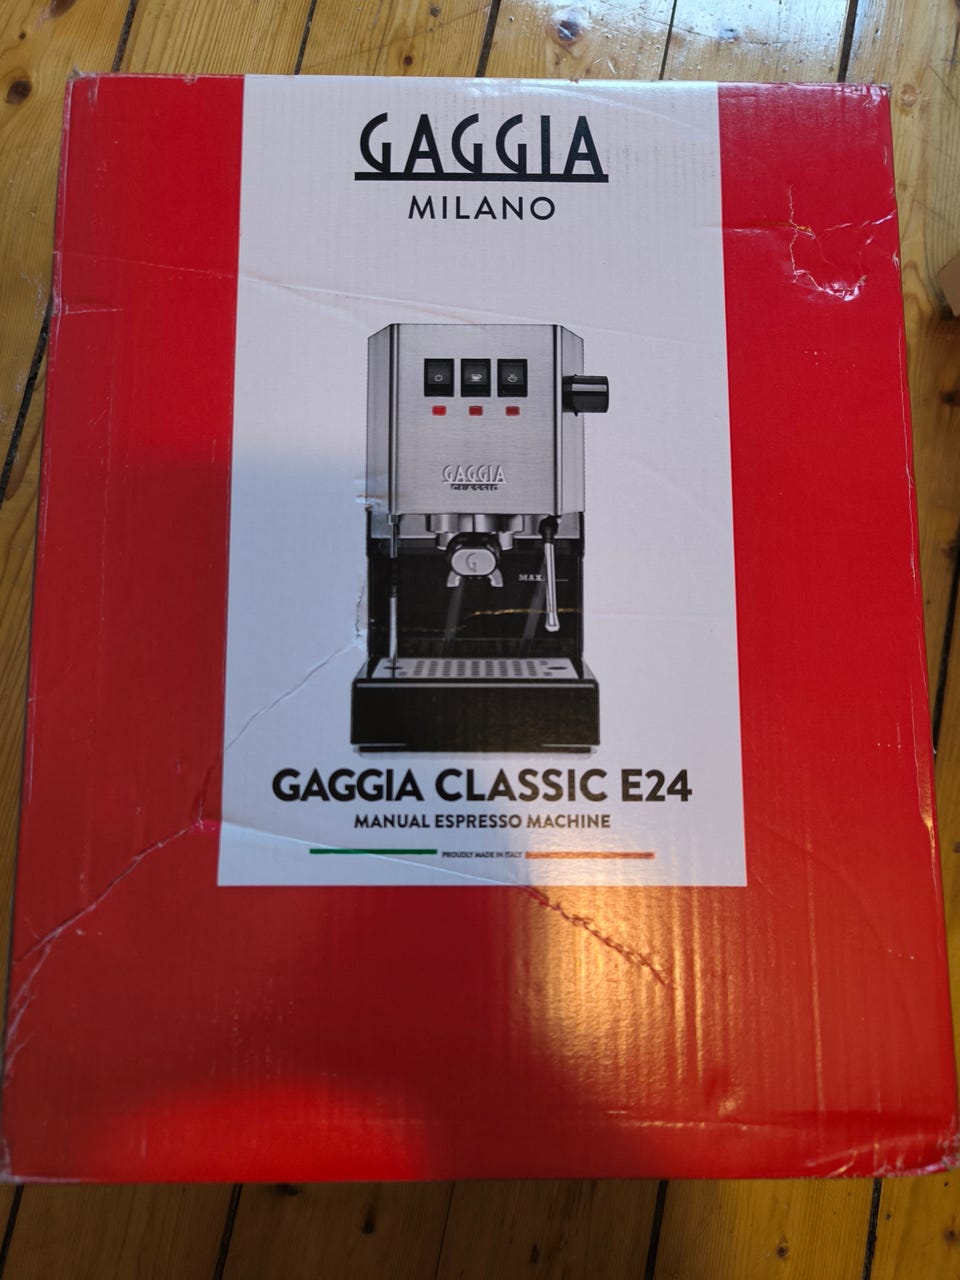 GAGGIA
MILANO
GAGGIA
CLASSIC
G
MAX.
GAGGIA CLASSIC E24
MANUAL ESPRESSO MACHINE
PROUDLY MADE IN ITALY